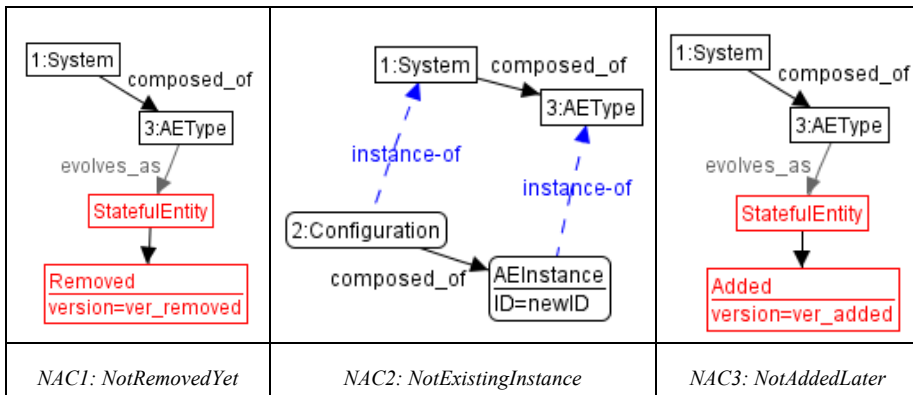 1:System
composed_of
3:AEType
evolves_as
StatefulEntity
Removed
version=ver_removed
NAC1: NotRemovedYet
1:System
composed_of
3:AEType
instance-of
instance-of
2:Configuration
composed_of
AEInstance
ID=newID
NAC2: NotExistingInstance
1:System
composed_of
3:AEType
evolves_as
StatefulEntity
Added
version=ver_added
NAC3: NotAddedLater